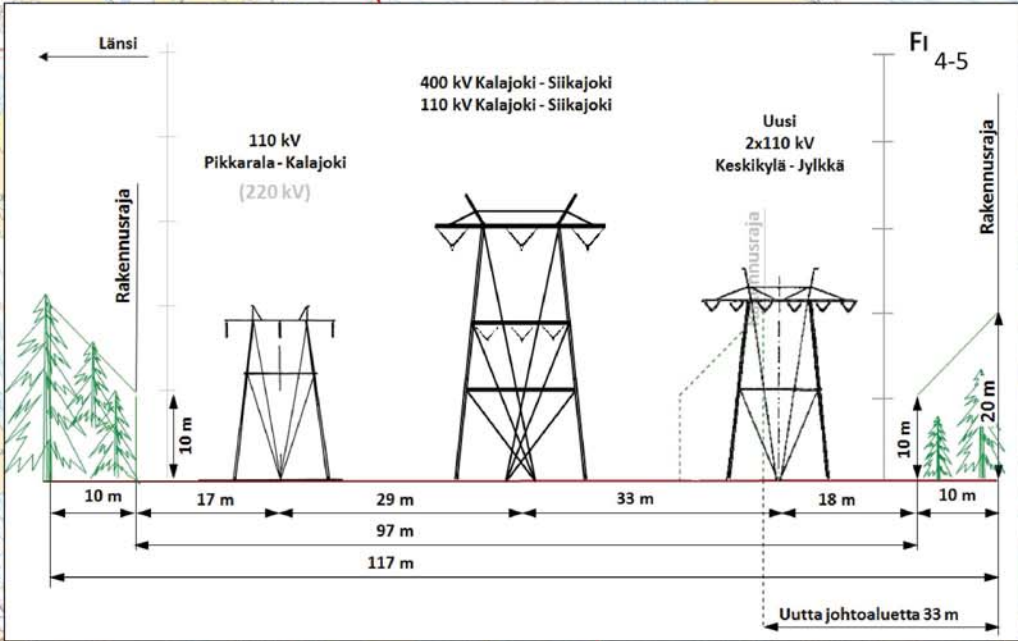 Länsi
FI 4-5
400 kV Kalajoki - Siikajoki
110 kV Kalajoki - Siikajoki
110 kV
Pikkarala - Kalajoki
(220 kV)
Uusi
2x110 kV
Keskikylä - Jylkkä
Rakennusraja
nnusraja
Rakennusraja
10 m
10 m
20 m
10 m
17 m
29 m
33 m
18 m
10 m
97 m
117 m
Uutta johtoaluetta 33 m